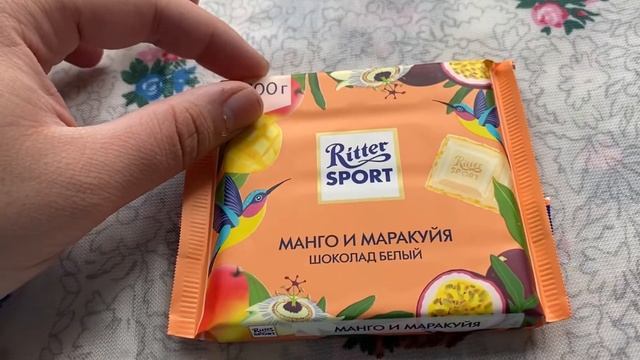 00 г
Ritter
SPORT
Ritter
SPORT
МАНГО И МАРАКУЙЯ
ШОКОЛАД БЕЛЫЙ
Ritter
SPORT
МАНГО И МАРАКУЙЯ